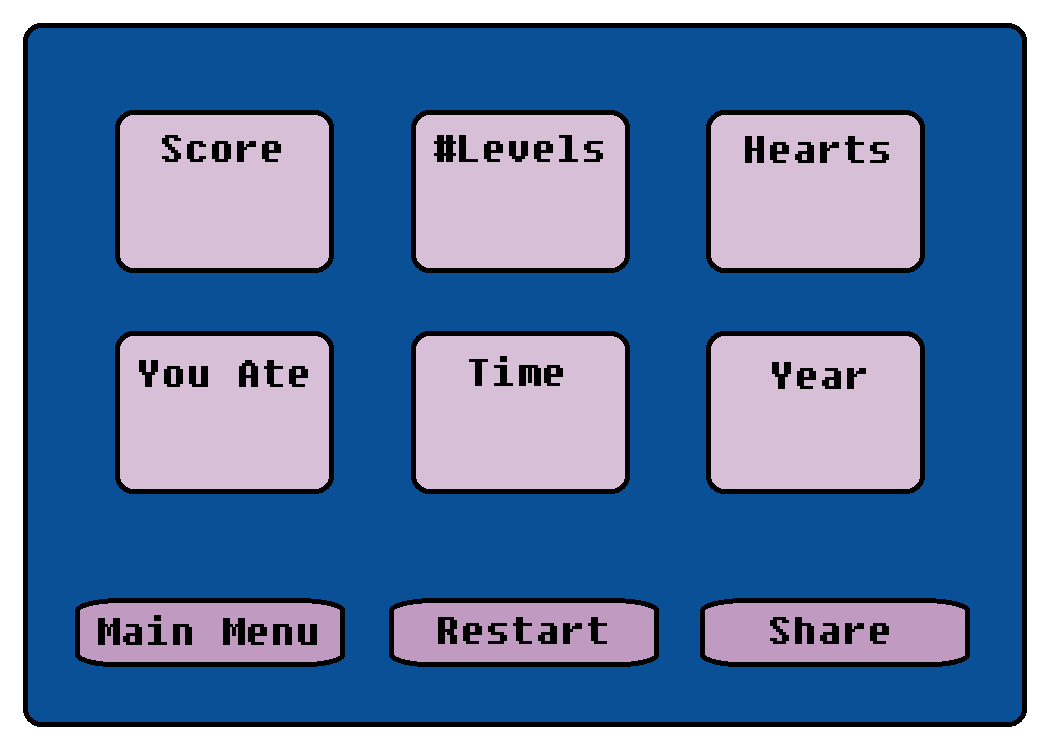 Score
#Levels
Hearts
You Ate
Time
Year
Main Menu
Restart
Share